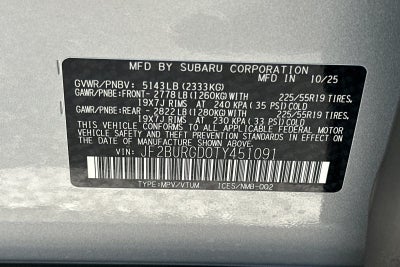 MFD BY SUBARU CORPORATION
MFD IN 10/25
GVWR/PNBV: 5143LB (2333KG)
GAWR/PNBE:FRONT- 2778LB(1260KG)WITH 225/55R19 TIRES,
19X7J RIMS AT 240 KPA(35 PSI)COLD
GAWR/PNBE:REAR - 2822LB(1280KG)WITH 225/55R19 TIRES,
19X7J RIMS AT 230 KPA(33 PSI)COLD
THIS VEHICLE CONFORMS TO ALL APPLICABLE
FEDERAL MOTOR VEHICLE SAFETY STANDARDS
IN EFFECT ON THE
DATE OF MANUFACTURE SHOWN ABOVE.
VIN: JF2BURGD0TY451091
TYPE:MPV/VTUM ICES/NMB-002